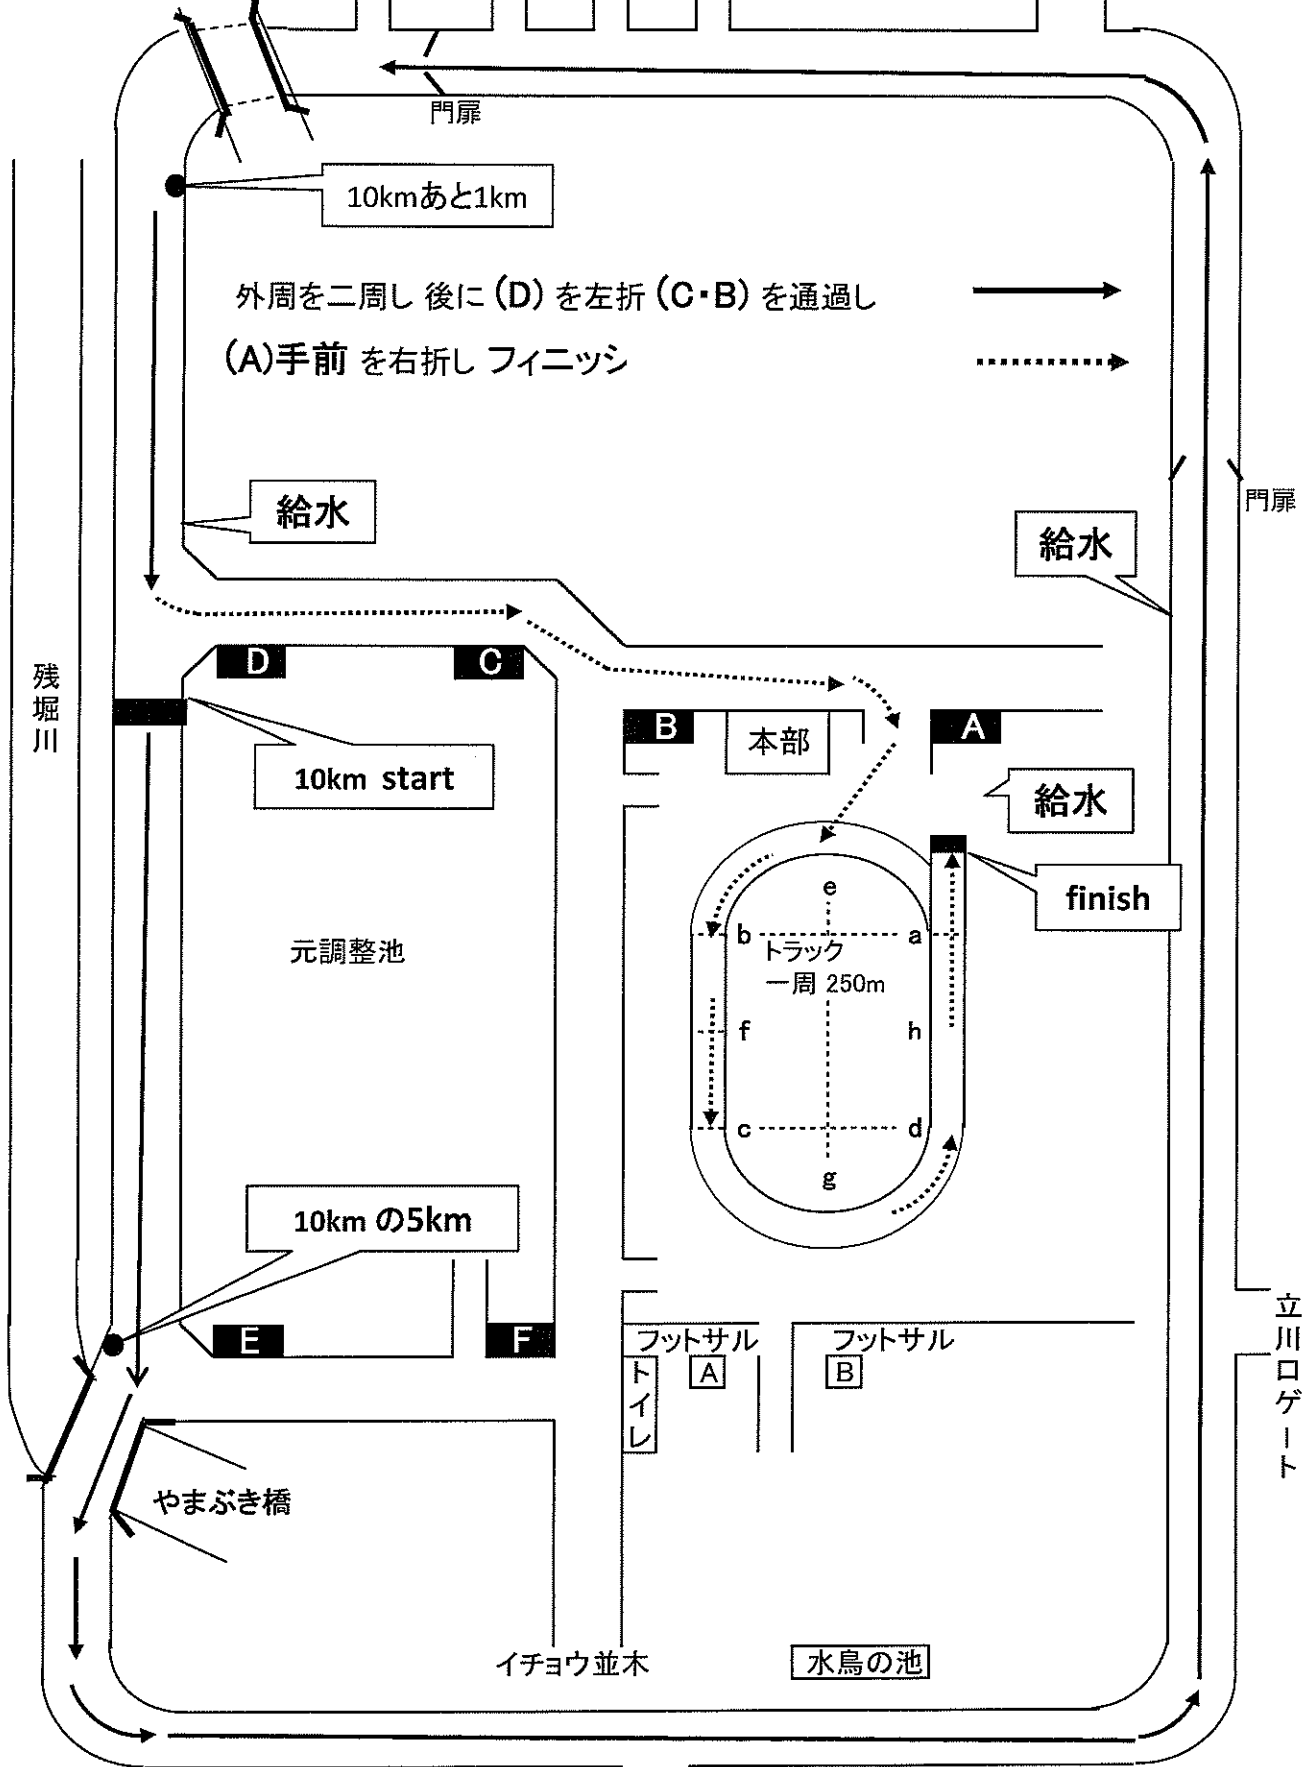 門扉
10kmあと1km
外周を二周し 後に (D) を左折 (C・B) を通過し
(A)手前 を右折し フィニッシ
給水
門扉
給水
残堀川
D
C
B
本部
A
10km start
給水
finish
e
b
a
トラック
一周 250m
元調整池
f
h
c
d
g
10km の5km
E
F
フットサル
フットサル
A
B
トイレ
立川口ゲート
やまぶき橋
イチョウ並木
水鳥の池